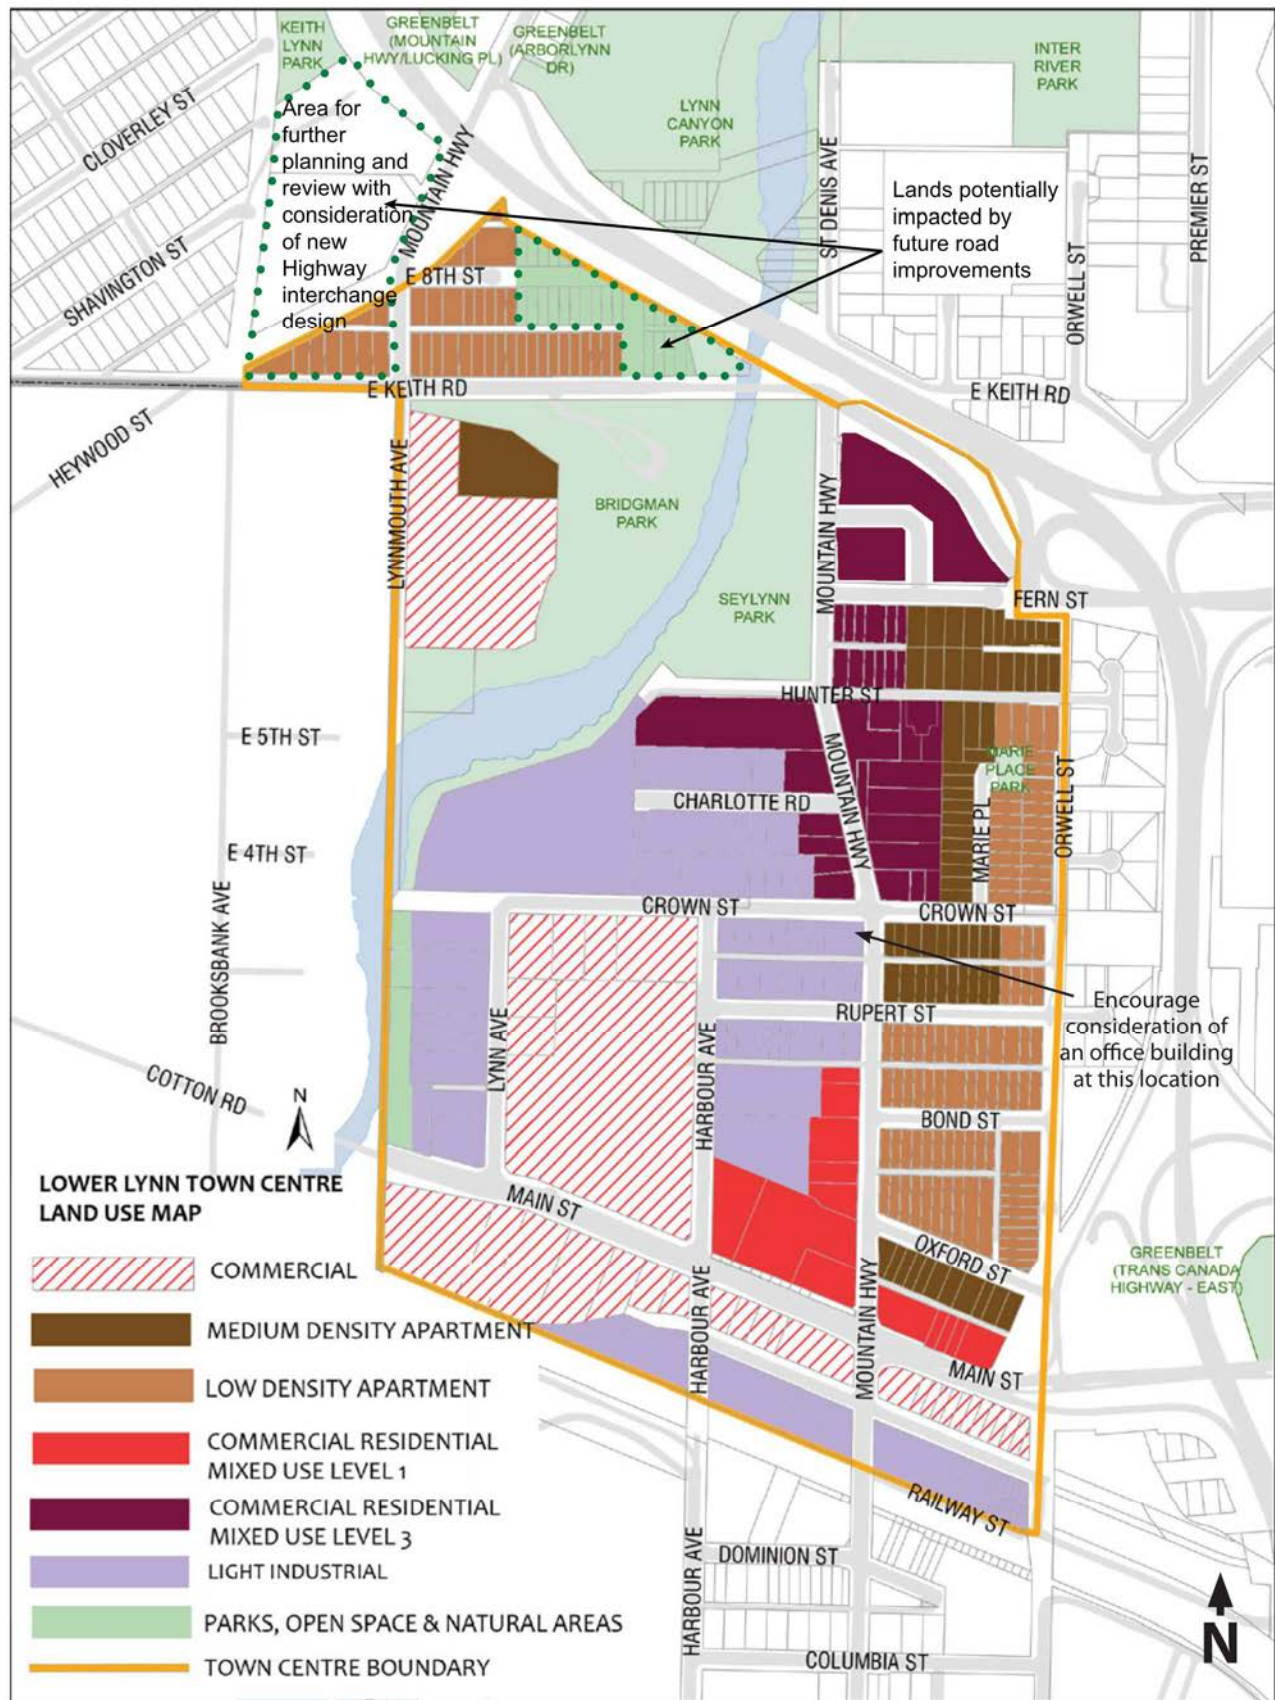 KEITH
LYNN
PARK
GREENBELT
(MOUNTAIN
HWY/LUCKING PL)
GREENBELT
(ARBORLYNN
DR)
INTER
RIVER
PARK
LYNN
CANYON
PARK
CLOVERLEY ST
SHAVINGTON ST
Area for
further
planning and
review with
consideration
of new
Highway
interchange
design
MOUNTAIN HWY
ST DENIS AVE
Lands potentially
impacted by
future road
improvements
ORWELL ST
PREMIER ST
E 8TH ST
E KEITH RD
E KEITH RD
HEYWOOD ST
LYNNMOUTH AVE
BRIDGMAN
PARK
MOUNTAIN HWY
SEYLYNN
PARK
FERN ST
HUNTER ST
E 5TH ST
MOUNTAIN HWY
MARIE
PLACE
PARK
CHARLOTTE RD
MARIE PL
ORWELL ST
E 4TH ST
BROOKSBANK AVE
CROWN ST
CROWN ST
RUPERT ST
Encourage
consideration of
an office building
at this location
LYNN AVE
HARBOUR AVE
COTTON RD
N
BOND ST
MAIN ST
OXFORD ST
GREENBELT
(TRANS CANADA
HIGHWAY - EAST)
HARBOUR AVE
MOUNTAIN HWY
MAIN ST
RAILWAY ST
HARBOUR AVE
DOMINION ST
COLUMBIA ST
N
LOWER LYNN TOWN CENTRE
LAND USE MAP
COMMERCIAL
MEDIUM DENSITY APARTMENT
LOW DENSITY APARTMENT
COMMERCIAL RESIDENTIAL
MIXED USE LEVEL 1
COMMERCIAL RESIDENTIAL
MIXED USE LEVEL 3
LIGHT INDUSTRIAL
PARKS, OPEN SPACE & NATURAL AREAS
TOWN CENTRE BOUNDARY